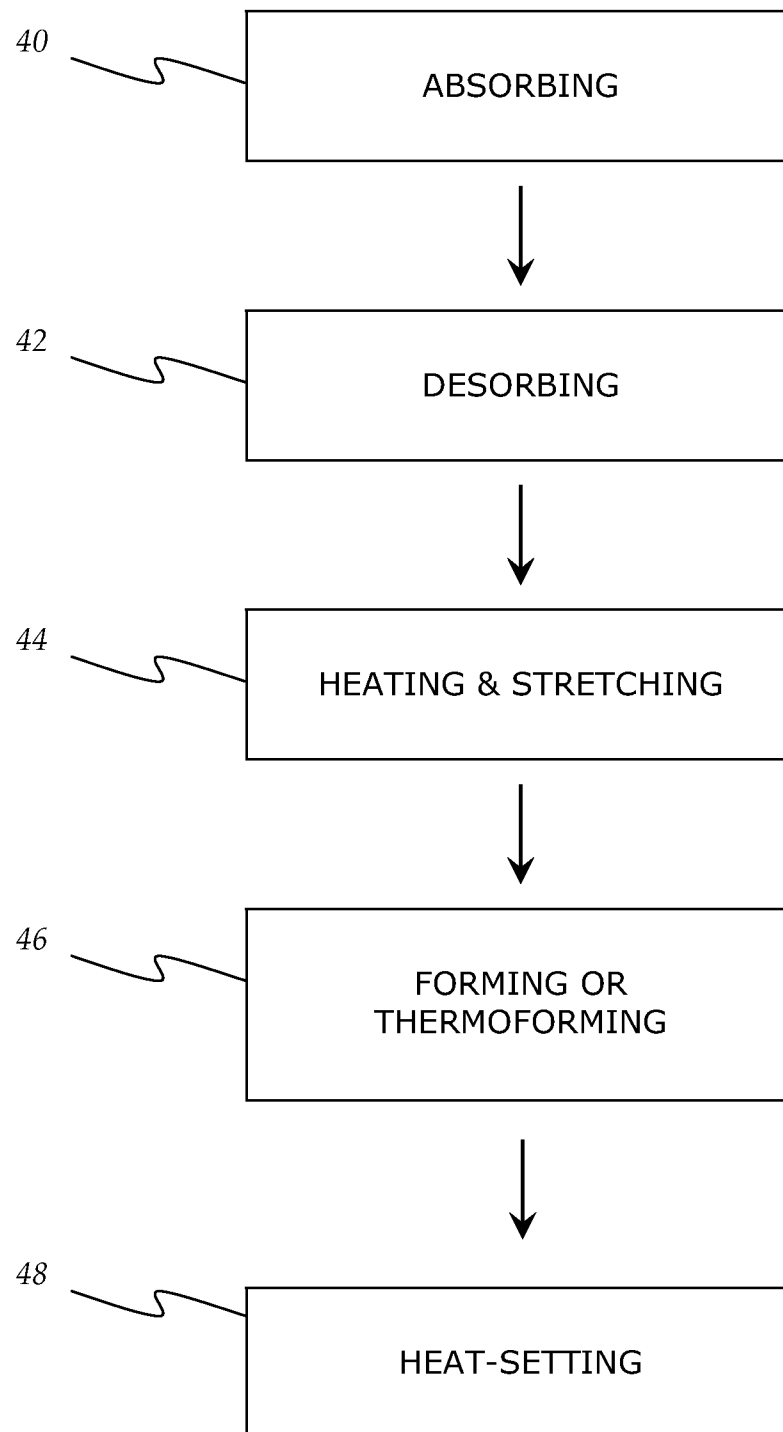 40
ABSORBING
42
DESORBING
44
HEATING & STRETCHING
46
FORMING OR
THERMOFORMING
48
HEAT-SETTING